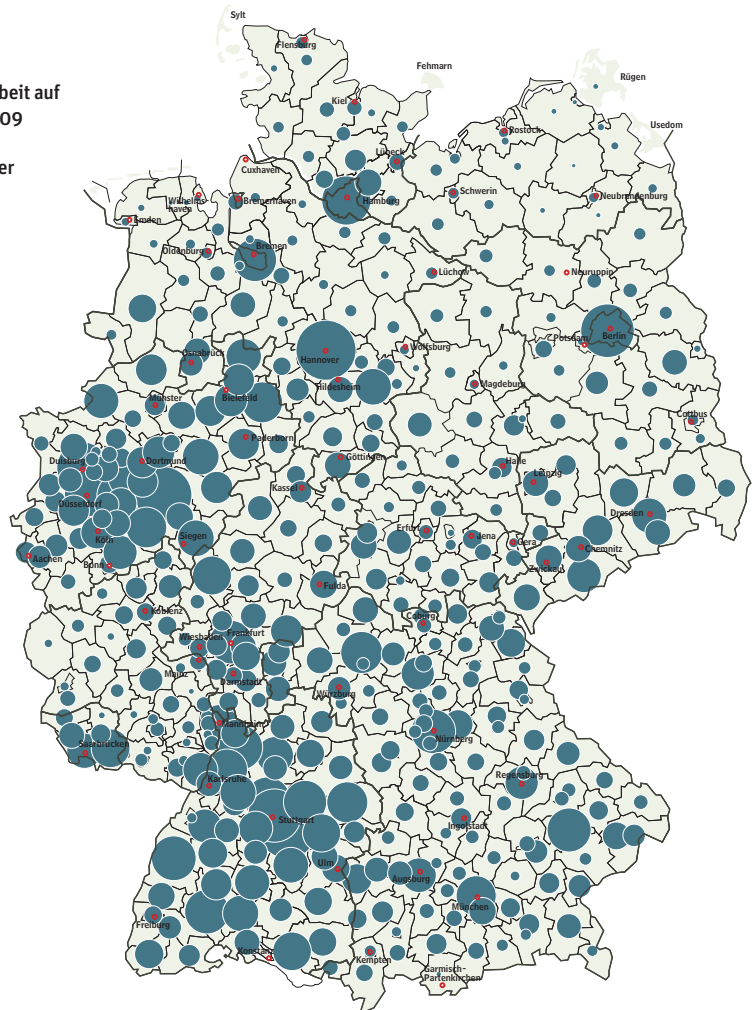 beit auf
09
er
Sylt
Flensburg
Fehmarn
Rügen
Kiel
Usedom
Rostock
Lübeck
Cuxhaven
Schwerin
Wilhelms-
haven
Bremerhaven
Hamburg
Neubrandenburg
Emden
Bremen
Oldenburg
Lüchow
Neuruppin
Potsdam
Berlin
Osnabrück
Hannover
Wolfsburg
Hildesheim
Magdeburg
Münster
Bielefeld
Cottbus
Paderborn
Göttingen
Duisburg
Dortmund
Halle
Leipzig
Kassel
Düsseldorf
Dresden
Köln
Siegen
Erfurt
Jena
Gera
Chemnitz
Aachen
Bonn
Zwickau
Fulda
Koblenz
Coburg
Wiesbaden
Frankfurt
Mainz
Darmstadt
Würzburg
Mannheim
Nürnberg
Saarbrücken
Karlsruhe
Regensburg
Stuttgart
Ingolstadt
Ulm
Augsburg
München
Freiburg
Konstanz
Kempten
Garmisch-
Partenkirchen